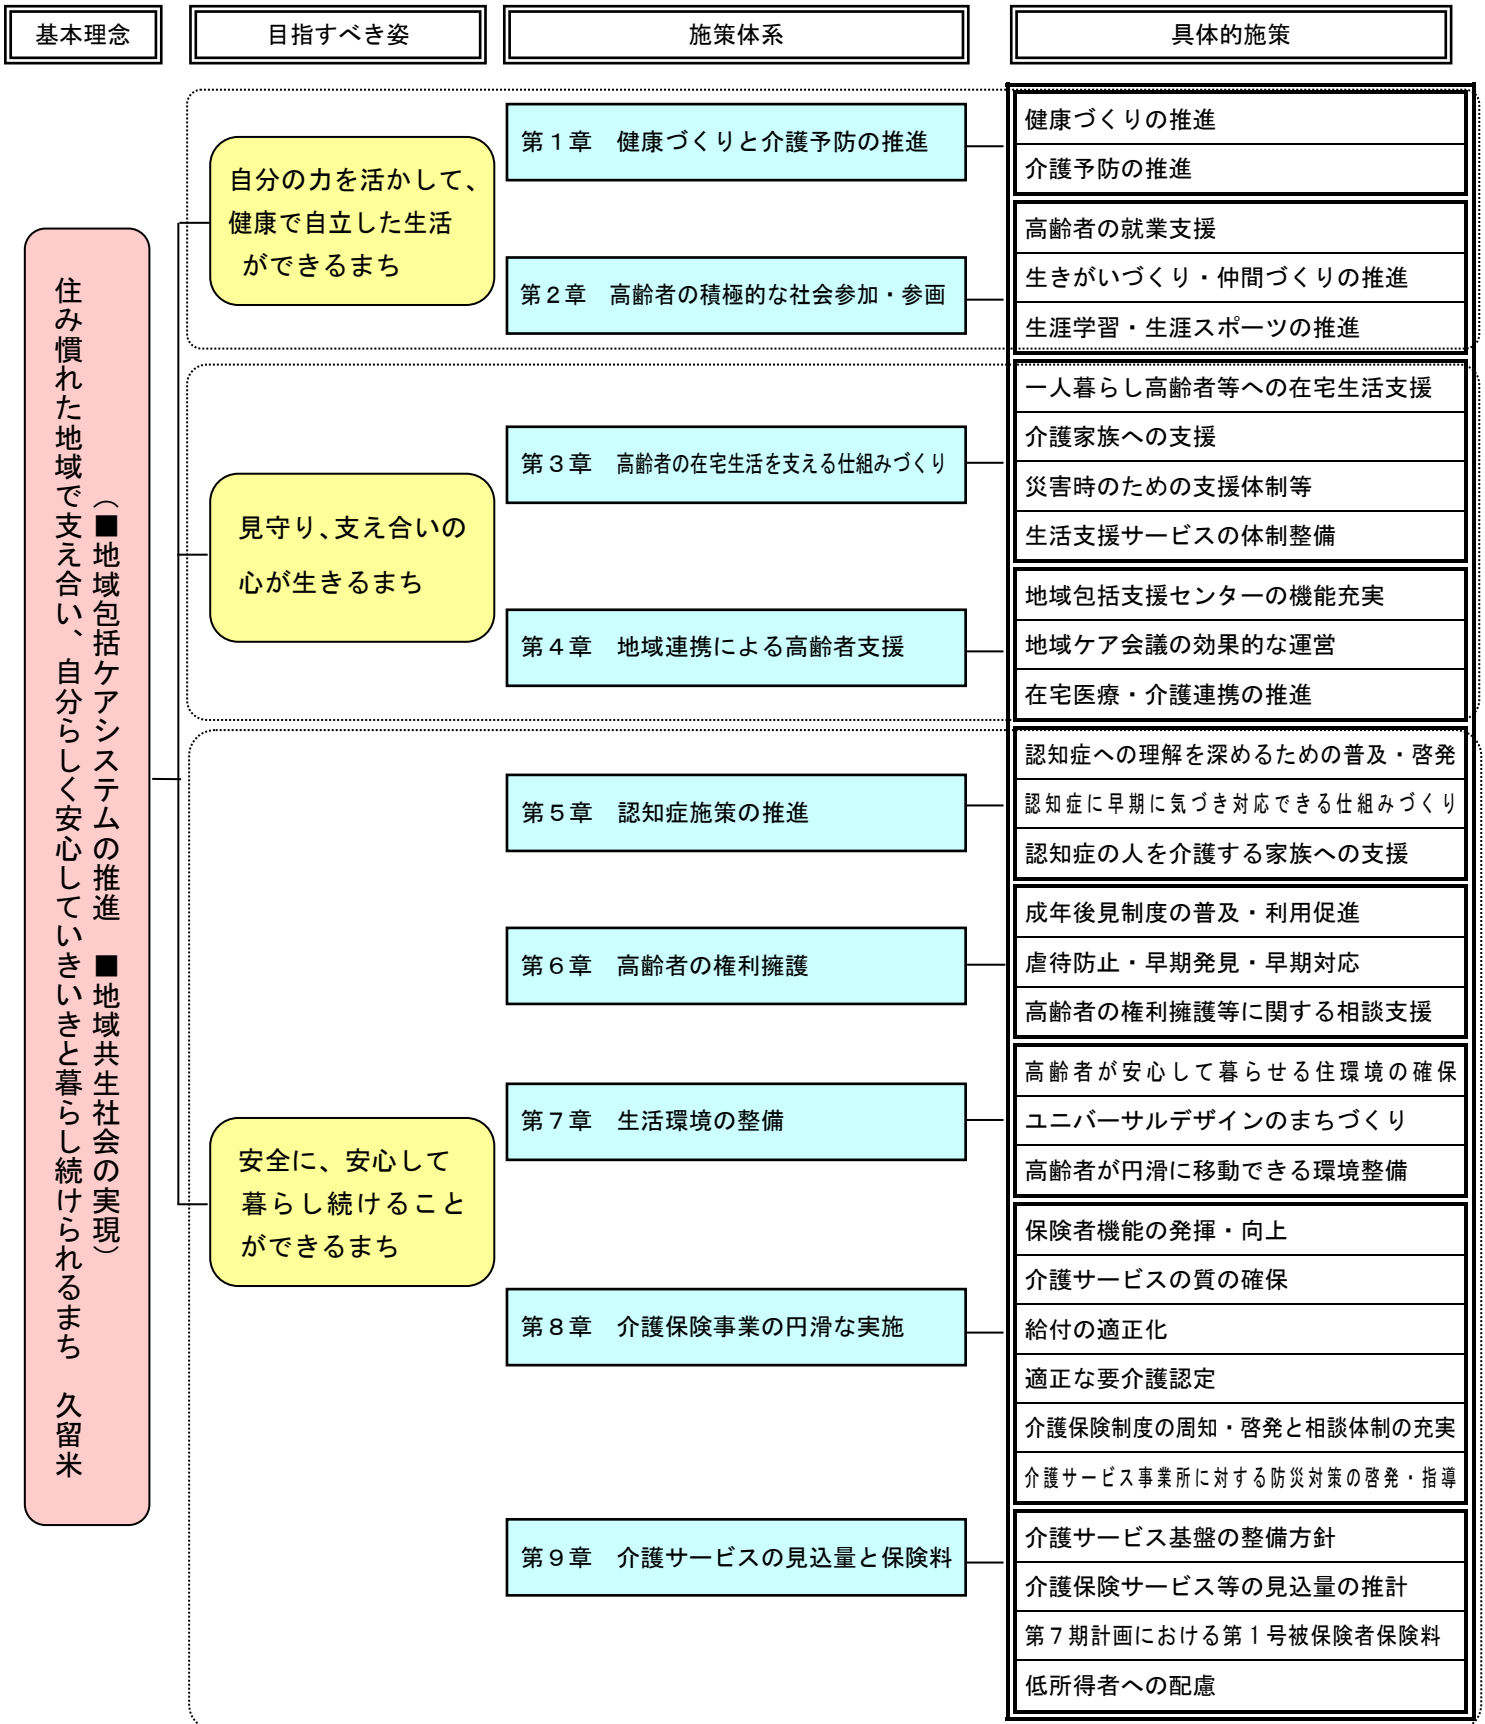 基本理念
目指すべき姿
施策体系
具体的施策
住み慣れた地域で支え合い、自分らしく安心していきいきと暮らし続けられるまち　久留米
（■地域包括ケアシステムの推進　■地域共生社会の実現）
自分の力を活かして、
健康で自立した生活
ができるまち
第１章　健康づくりと介護予防の推進
健康づくりの推進
介護予防の推進
第２章　高齢者の積極的な社会参加・参画
高齢者の就業支援
生きがいづくり・仲間づくりの推進
生涯学習・生涯スポーツの推進
見守り、支え合いの
心が生きるまち
第３章　高齢者の在宅生活を支える仕組みづくり
一人暮らし高齢者等への在宅生活支援
介護家族への支援
災害時のための支援体制等
生活支援サービスの体制整備
第４章　地域連携による高齢者支援
地域包括支援センターの機能充実
地域ケア会議の効果的な運営
在宅医療・介護連携の推進
安全に、安心して
暮らし続けること
ができるまち
第５章　認知症施策の推進
認知症への理解を深めるための普及・啓発
認知症に早期に気づき対応できる仕組みづくり
認知症の人を介護する家族への支援
第６章　高齢者の権利擁護
成年後見制度の普及・利用促進
虐待防止・早期発見・早期対応
高齢者の権利擁護等に関する相談支援
第７章　生活環境の整備
高齢者が安心して暮らせる住環境の確保
ユニバーサルデザインのまちづくり
高齢者が円滑に移動できる環境整備
第８章　介護保険事業の円滑な実施
保険者機能の発揮・向上
介護サービスの質の確保
給付の適正化
適正な要介護認定
介護保険制度の周知・啓発と相談体制の充実
介護サービス事業所に対する防災対策の啓発・指導
第９章　介護サービスの見込量と保険料
介護サービス基盤の整備方針
介護保険サービス等の見込量の推計
第７期計画における第１号被保険者保険料
低所得者への配慮